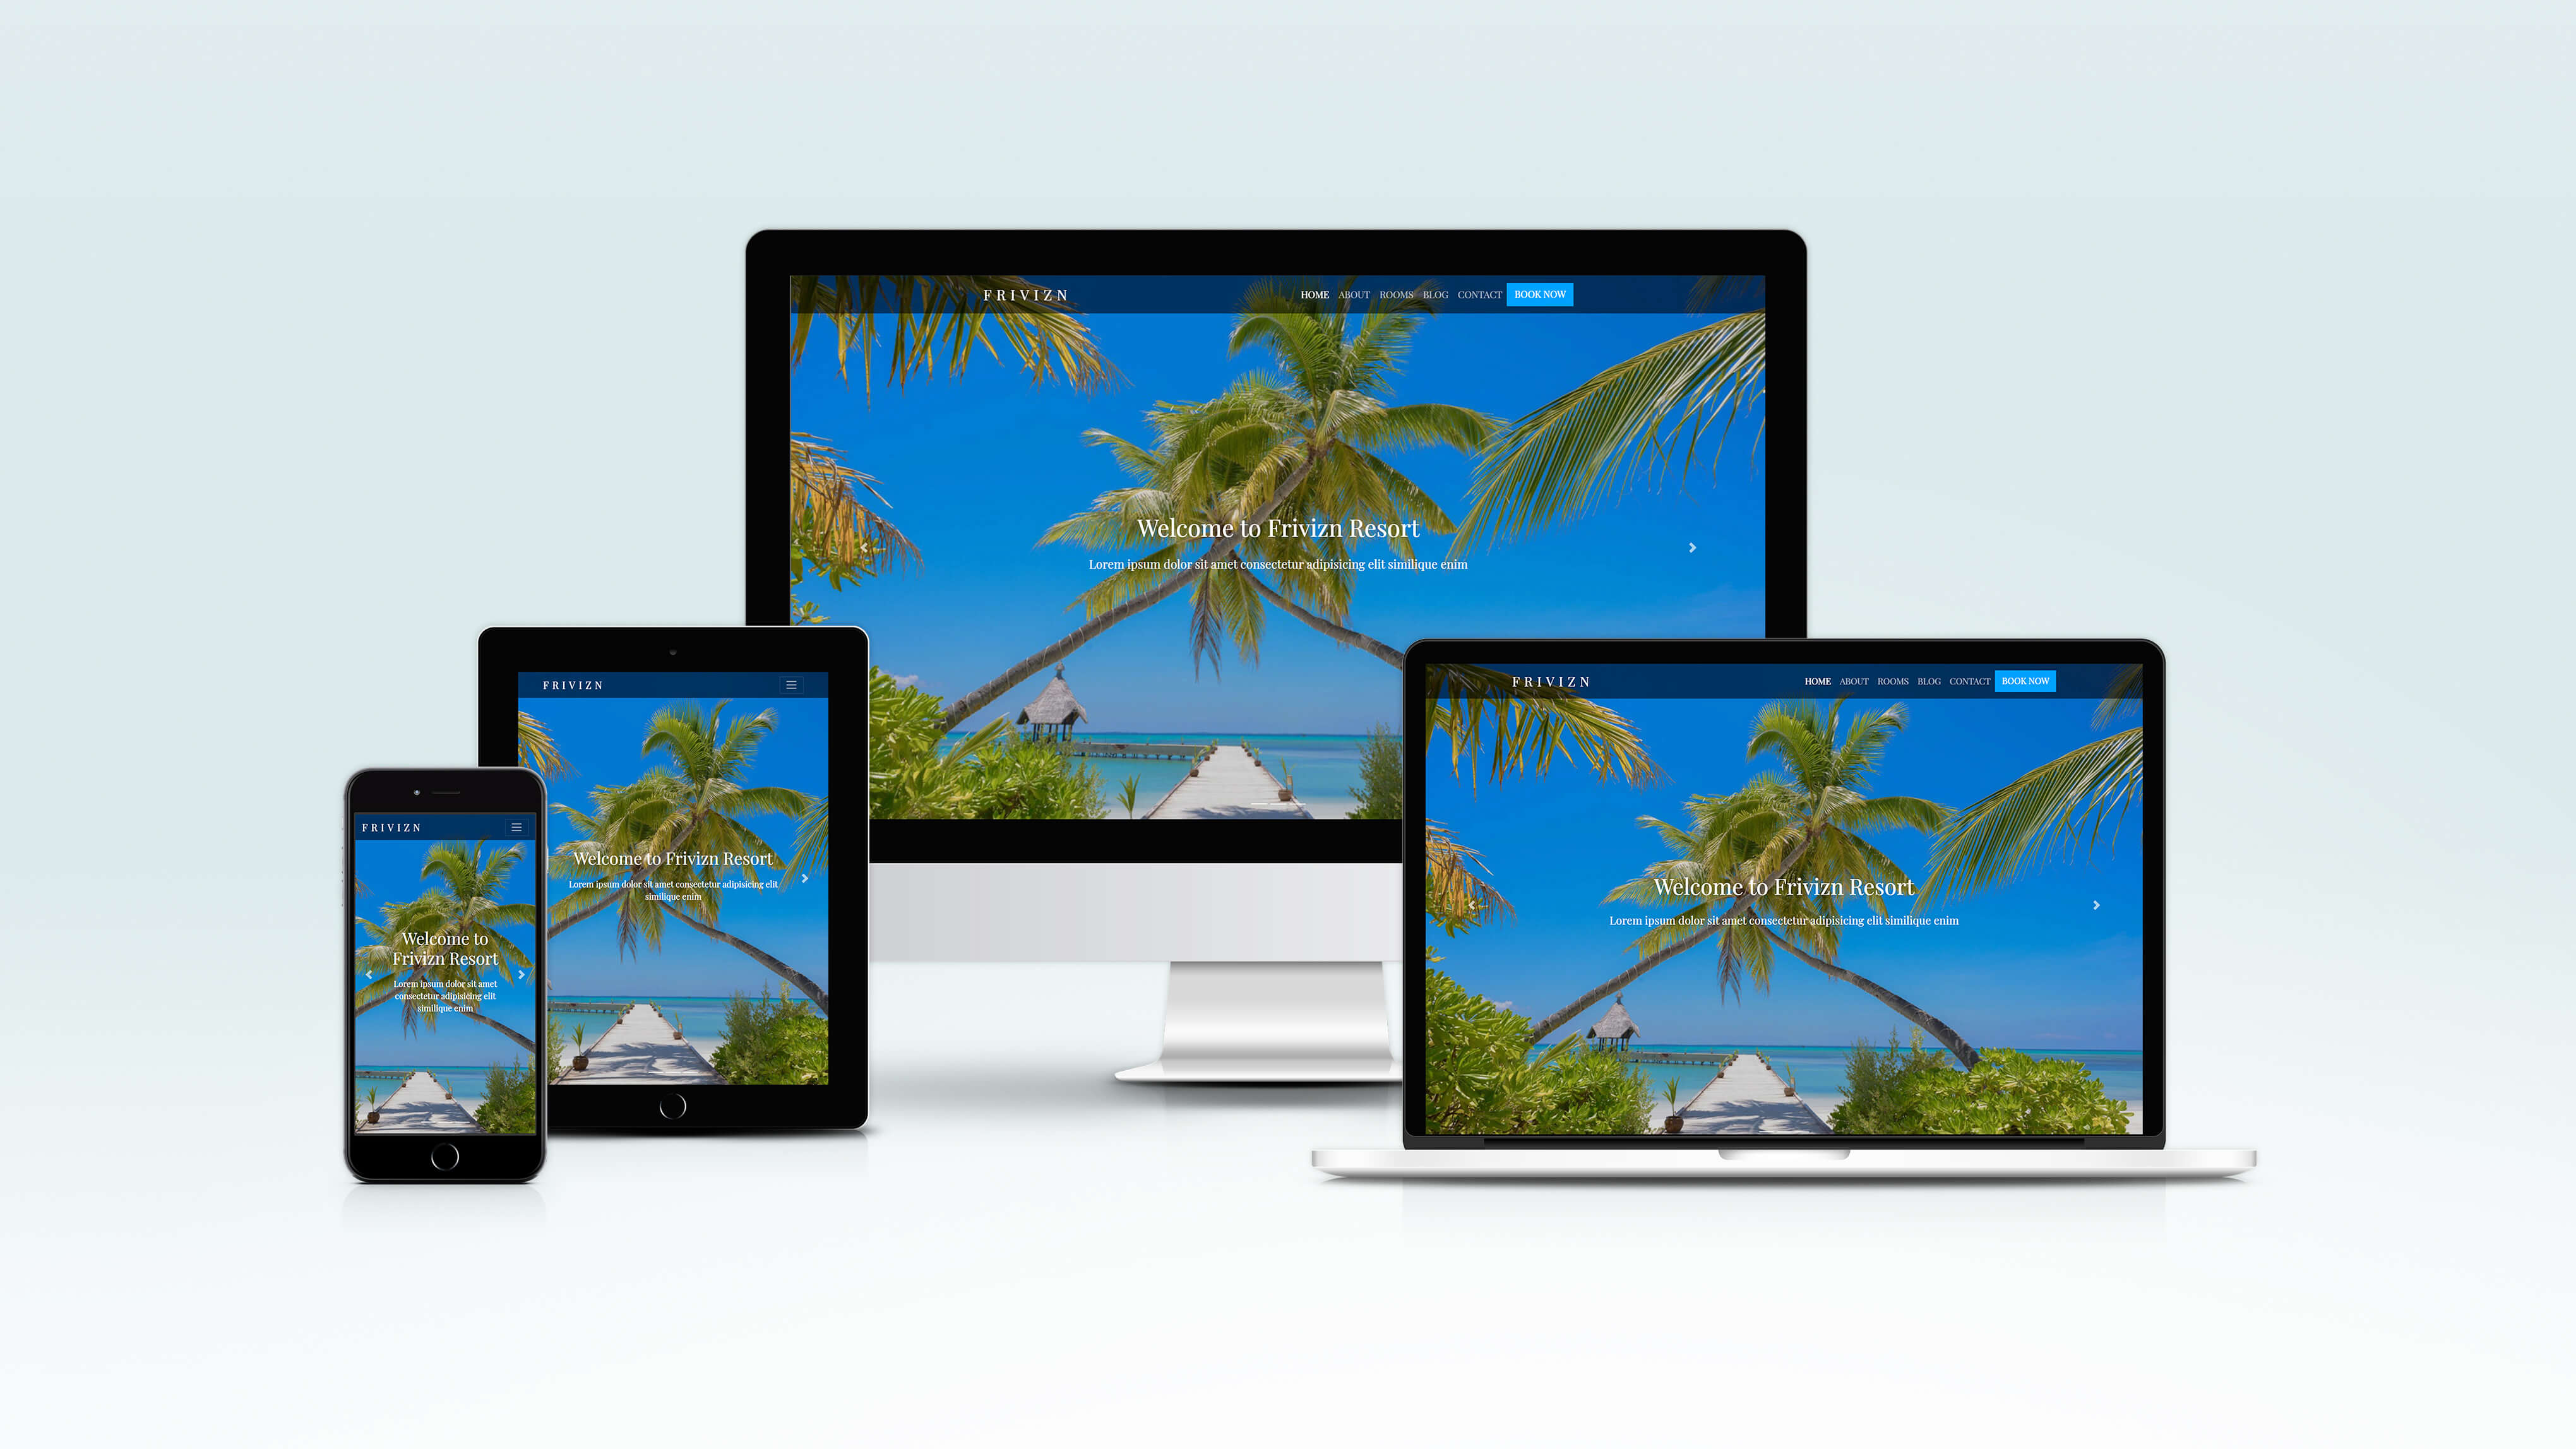 FRIVIZN
HOME ABOUT ROOMS BLOG CONTACT BOOK NOW
Welcome to Frivizn Resort
Lorem ipsum dolor sit amet consectetur adipisicing elit similique enim
FRIVIZN
Welcome to Frivizn Resort
Lorem ipsum dolor sit amet consectetur adipisicing elit
similique enim
FRIVIZN
Welcome to
Frivizn Resort
Lorem ipsum dolor sit amet
consectetur adipisicing elit
similique enim
FRIVIZN
HOME ABOUT ROOMS BLOG CONTACT BOOK NOW
Welcome to Frivizn Resort
Lorem ipsum dolor sit amet consectetur adipisicing elit similique enim